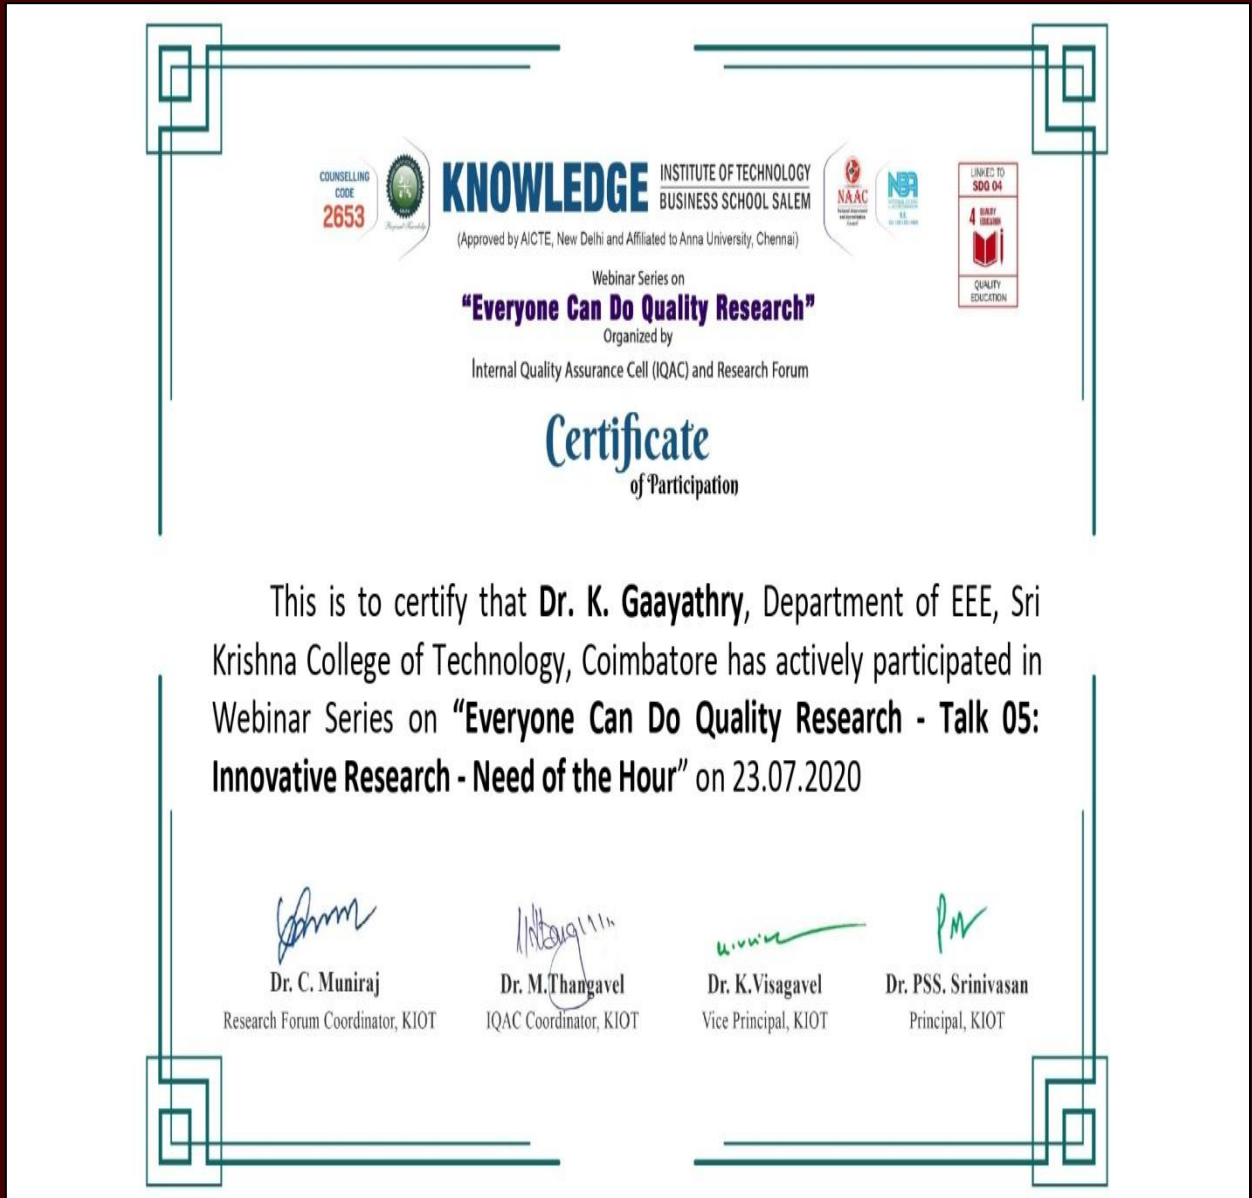 COUNSELLING
CODE
2653
KNOWLEDGE
INSTITUTE OF TECHNOLOGY
BUSINESS SCHOOL SALEM
NAAC
NBA
LINKED TO
SDG 04
4 QUALITY
EDUCATION
QUALITY
EDUCATION
(Approved by AICTE, New Delhi and Affiliated to Anna University, Chennai)
Webinar Series on
“Everyone Can Do Quality Research”
Organized by
Internal Quality Assurance Cell (IQAC) and Research Forum
Certificate
of Participation
This is to certify that Dr. K. Gaayathry, Department of EEE, Sri
Krishna College of Technology, Coimbatore has actively participated in
Webinar Series on “Everyone Can Do Quality Research - Talk 05:
Innovative Research - Need of the Hour” on 23.07.2020
Dr. C. Muniraj
Research Forum Coordinator, KIOT
Dr. M.Thangavel
IQAC Coordinator, KIOT
Dr. K.Visagavel
Vice Principal, KIOT
Dr. PSS. Srinivasan
Principal, KIOT